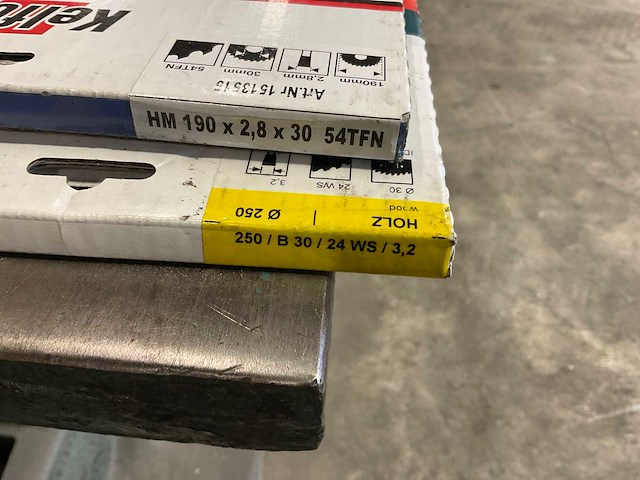 54TFN
30mm
2,8mm
190mm
Art.Nr 1513515
HM 190 x 2,8 x 30 54TFN
3,2
24 WS
Ø 30
wood
HOLZ | Ø 250
250 / B 30 / 24 WS / 3,2